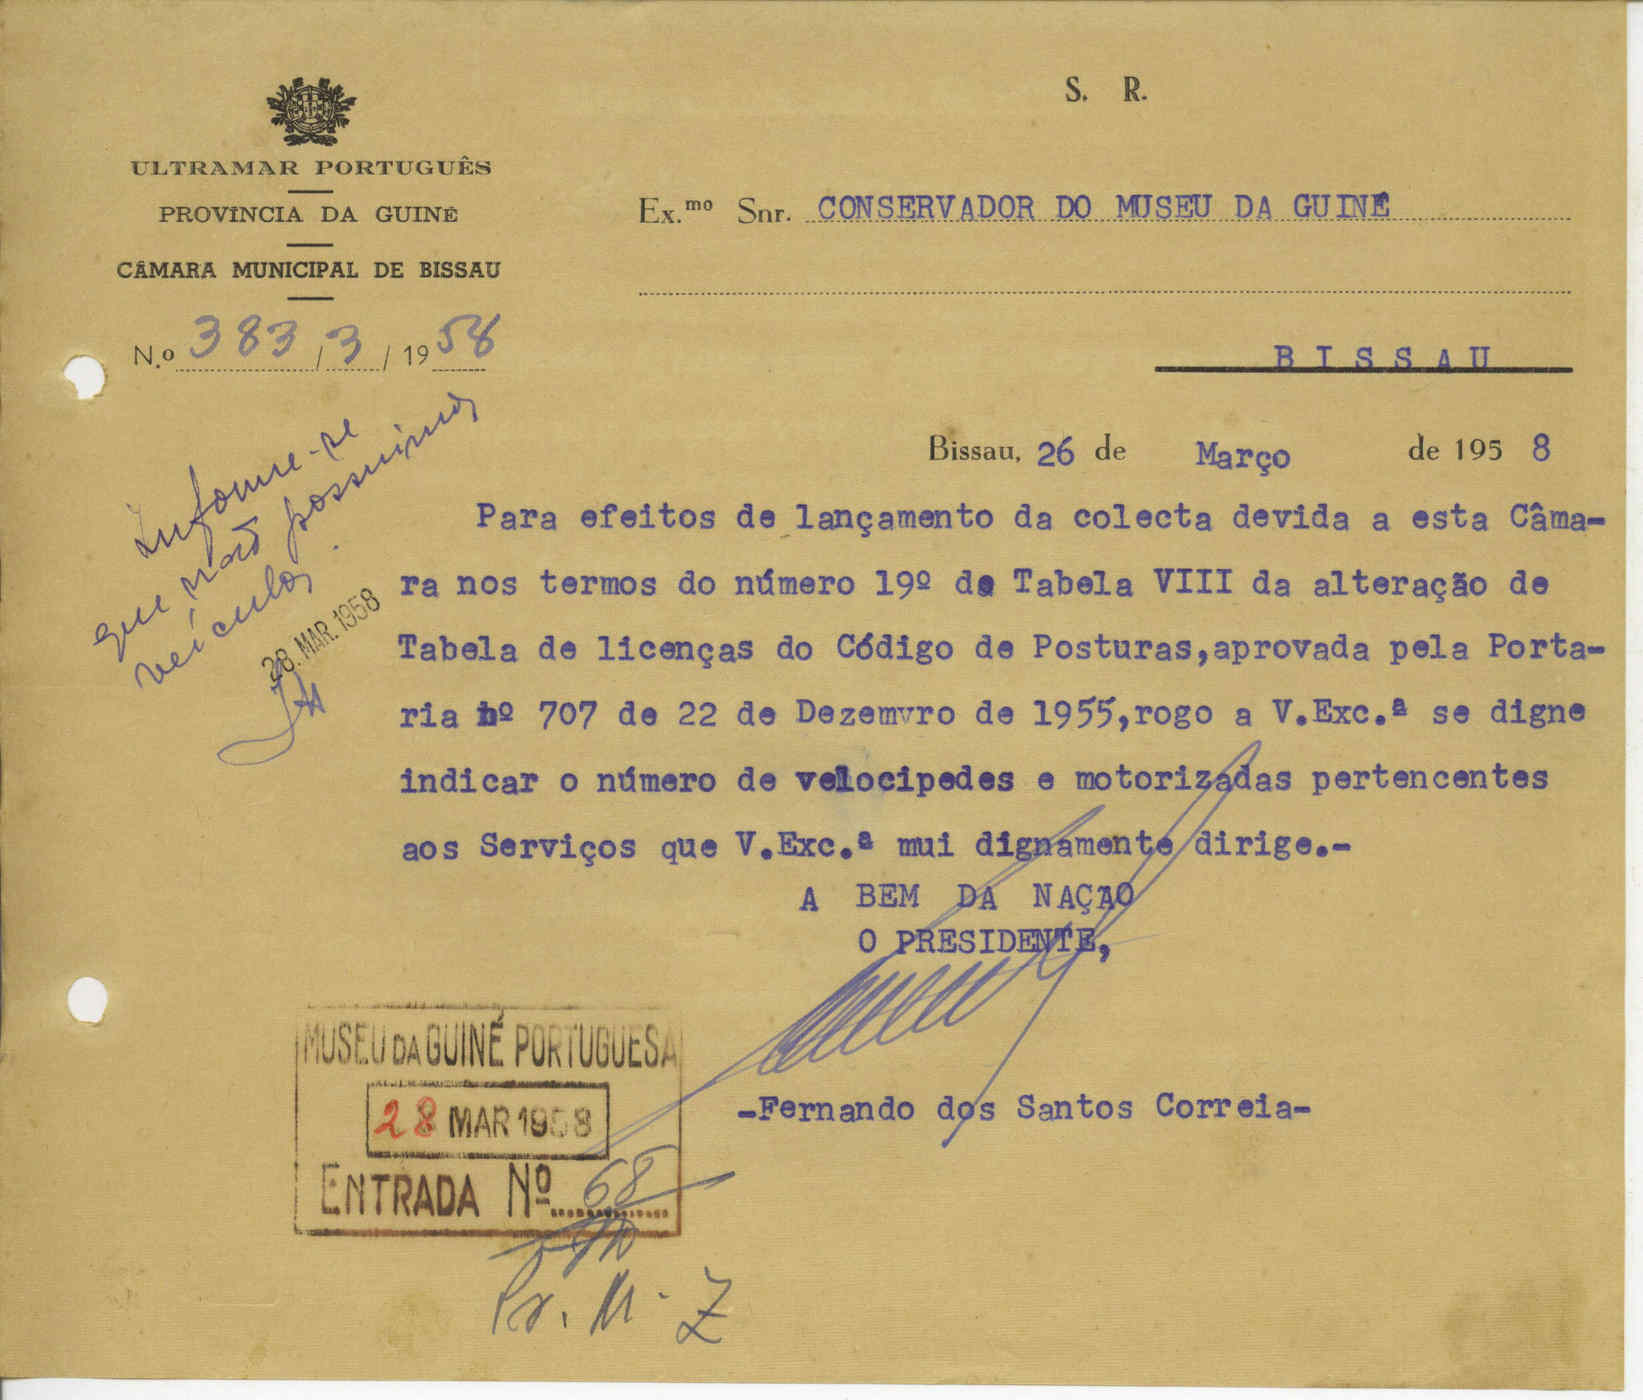 S. R.
ULTRAMAR PORTUGUÊS
PROVÍNCIA DA GUINÉ
CÂMARA MUNICIPAL DE BISSAU
N.o 383 / 3 / 1958
Ex.mo Snr. CONSERVADOR DO MUSEU DA GUINÉ
BISSAU
Bissau, 26 de Março de 1958
Informe-se
que não possuimos
veículos.
28. MAR. 1958
Para efeitos de lançamento da colecta devida a esta Câma-
ra nos termos do número 19º da Tabela VIII da alteração de
Tabela de licenças do Código de Posturas,aprovada pela Porta-
ria nº 707 de 22 de Dezemvro de 1955,rogo a V.Exc.ª se digne
indicar o número de velocipedes e motorizadas pertencentes
aos Serviços que V.Exc.ª mui dignamente dirige.-
A BEM DA NAÇAO
O PRESIDENTE,
-Fernando dos Santos Correia-
MUSEU DA GUINÉ PORTUGUESA
28 MAR 1958
ENTRADA Nº 68